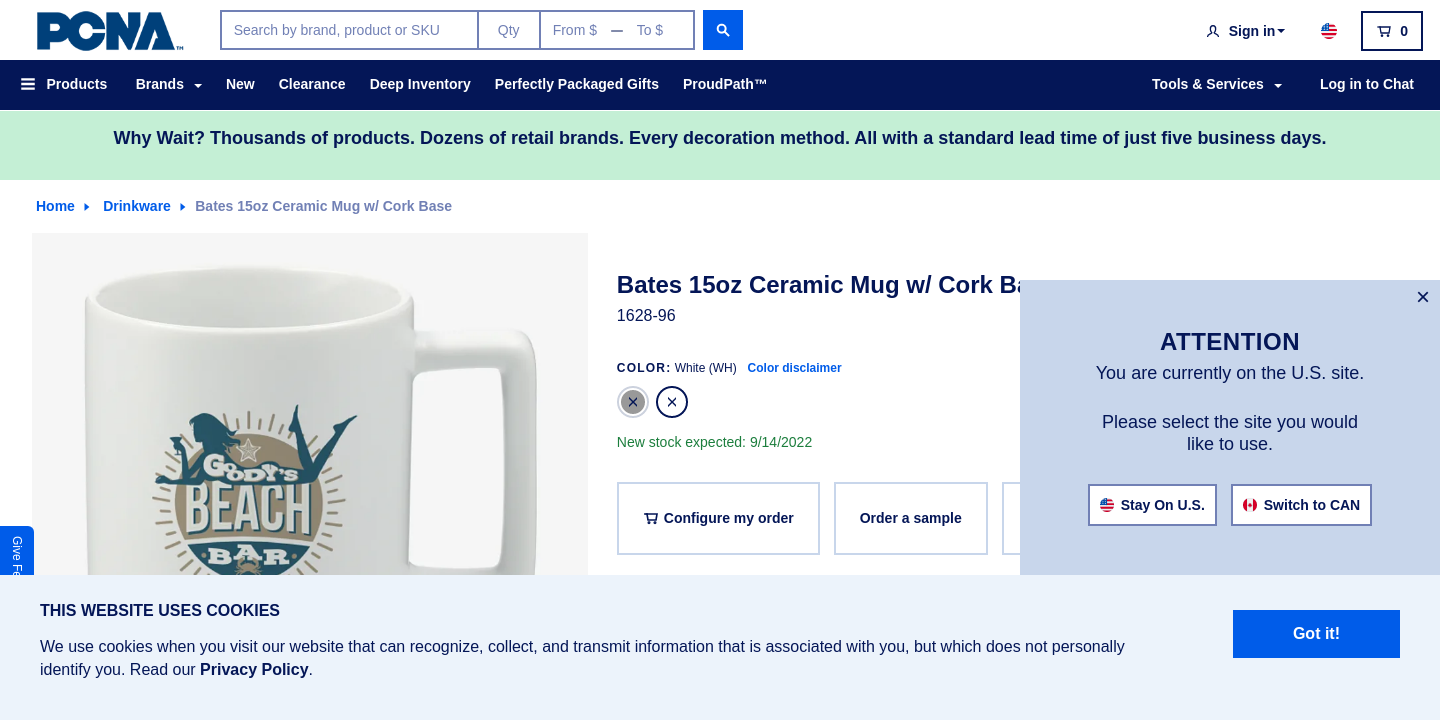 PCNA™
Search by brand, product or SKU
Qty
From $ — To $
Sign in
0
Products
Brands
New
Clearance
Deep Inventory
Perfectly Packaged Gifts
ProudPath™
Tools & Services
Log in to Chat
Why Wait? Thousands of products. Dozens of retail brands. Every decoration method. All with a standard lead time of just five business days.
Home
Drinkware
Bates 15oz Ceramic Mug w/ Cork Base
GOODY'S
BEACH
BAR
Bates 15oz Ceramic Mug w/ Cork
1628-96
COLOR: White (WH) Color disclaimer
New stock expected: 9/14/2022
Configure my order
Order a sample
×
ATTENTION
You are currently on the U.S. site.
Please select the site you would
like to use.
Stay On U.S.
Switch to CAN
Give
THIS WEBSITE USES COOKIES
We use cookies when you visit our website that can recognize, collect, and transmit information that is associated with you, but which does not personally
identify you. Read our Privacy Policy.
Got it!